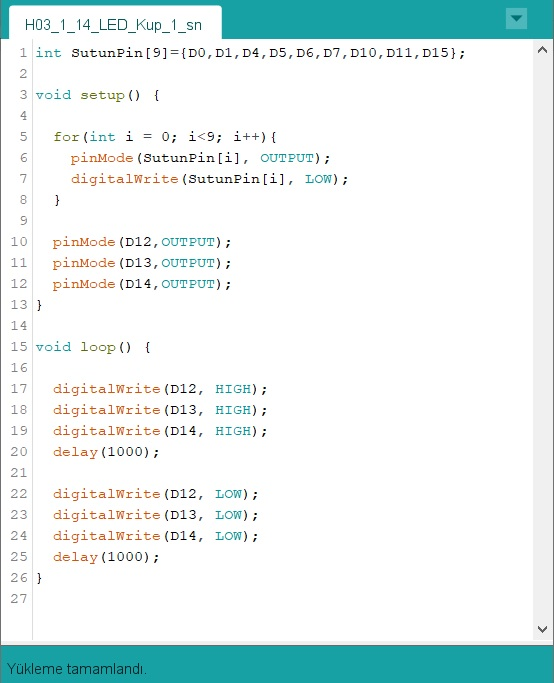 H03_1_14_LED_Kup_1_sn
1 int SutunPin[9]={D0,D1,D4,D5,D6,D7,D10,D11,D15};
2
3 void setup() {
4
5   for(int i = 0; i<9; i++){
6     pinMode(SutunPin[i], OUTPUT);
7     digitalWrite(SutunPin[i], LOW);
8   }
9
10   pinMode(D12,OUTPUT);
11   pinMode(D13,OUTPUT);
12   pinMode(D14,OUTPUT);
13 }
14
15 void loop() {
16
17   digitalWrite(D12, HIGH);
18   digitalWrite(D13, HIGH);
19   digitalWrite(D14, HIGH);
20   delay(1000);
21
22   digitalWrite(D12, LOW);
23   digitalWrite(D13, LOW);
24   digitalWrite(D14, LOW);
25   delay(1000);
26 }
27
Yükleme tamamlandı.